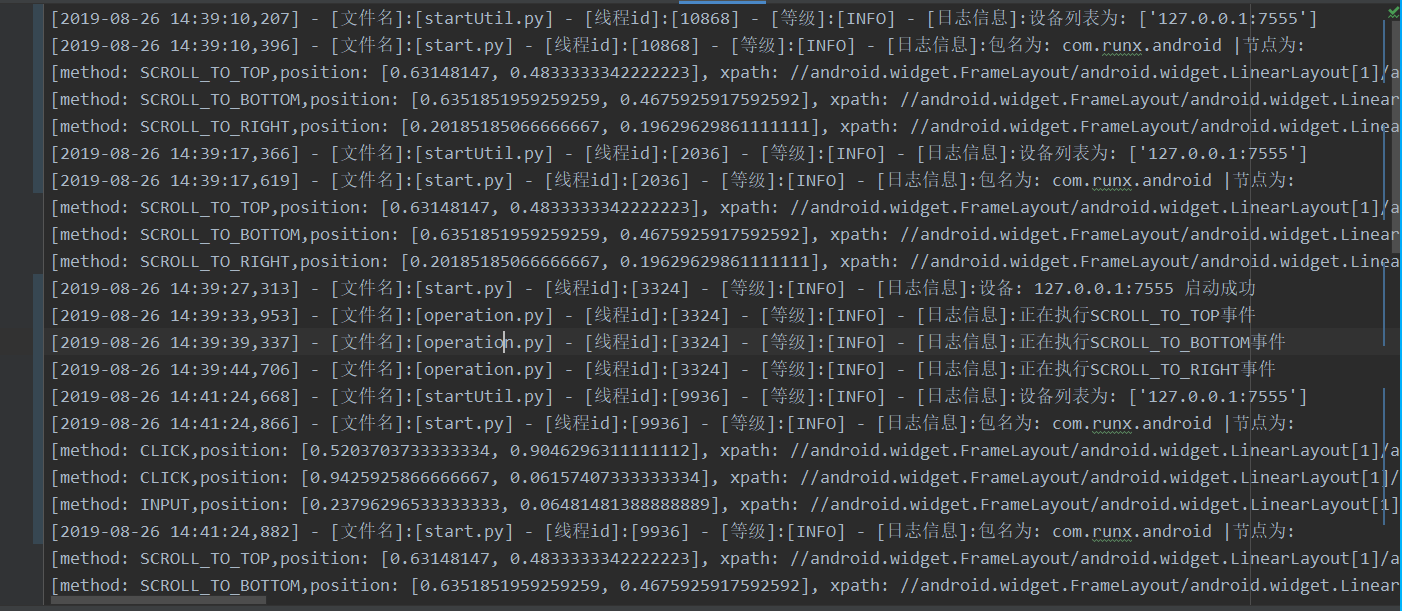 [2019-08-26 14:39:10,207] - [文件名]:[startUtil.py] - [线程id]:[10868] - [等级]:[INFO] - [日志信息]:设备列表为: ['127.0.0.1:7555']
[2019-08-26 14:39:10,396] - [文件名]:[start.py] - [线程id]:[10868] - [等级]:[INFO] - [日志信息]:包名为: com.runx.android |节点为:
[method: SCROLL_TO_TOP,position: [0.63148147, 0.4833333342222223], xpath: //android.widget.FrameLayout/android.widget.LinearLayout[1]/a
[method: SCROLL_TO_BOTTOM,position: [0.6351851959259259, 0.4675925917592592], xpath: //android.widget.FrameLayout/android.widget.Linear
[method: SCROLL_TO_RIGHT,position: [0.20185185066666667, 0.19629629861111111], xpath: //android.widget.FrameLayout/android.widget.Linea
[2019-08-26 14:39:17,366] - [文件名]:[startUtil.py] - [线程id]:[2036] - [等级]:[INFO] - [日志信息]:设备列表为: ['127.0.0.1:7555']
[2019-08-26 14:39:17,619] - [文件名]:[start.py] - [线程id]:[2036] - [等级]:[INFO] - [日志信息]:包名为: com.runx.android |节点为:
[method: SCROLL_TO_TOP,position: [0.63148147, 0.4833333342222223], xpath: //android.widget.FrameLayout/android.widget.LinearLayout[1]/a
[method: SCROLL_TO_BOTTOM,position: [0.6351851959259259, 0.4675925917592592], xpath: //android.widget.FrameLayout/android.widget.Linear
[method: SCROLL_TO_RIGHT,position: [0.20185185066666667, 0.19629629861111111], xpath: //android.widget.FrameLayout/android.widget.Linea
[2019-08-26 14:39:27,313] - [文件名]:[start.py] - [线程id]:[3324] - [等级]:[INFO] - [日志信息]:设备: 127.0.0.1:7555 启动成功
[2019-08-26 14:39:33,953] - [文件名]:[operation.py] - [线程id]:[3324] - [等级]:[INFO] - [日志信息]:正在执行SCROLL_TO_TOP事件
[2019-08-26 14:39:39,337] - [文件名]:[operation.py] - [线程id]:[3324] - [等级]:[INFO] - [日志信息]:正在执行SCROLL_TO_BOTTOM事件
[2019-08-26 14:39:44,706] - [文件名]:[operation.py] - [线程id]:[3324] - [等级]:[INFO] - [日志信息]:正在执行SCROLL_TO_RIGHT事件
[2019-08-26 14:41:24,668] - [文件名]:[startUtil.py] - [线程id]:[9936] - [等级]:[INFO] - [日志信息]:设备列表为: ['127.0.0.1:7555']
[2019-08-26 14:41:24,866] - [文件名]:[start.py] - [线程id]:[9936] - [等级]:[INFO] - [日志信息]:包名为: com.runx.android |节点为:
[method: CLICK,position: [0.5203703733333334, 0.9046296311111112], xpath: //android.widget.FrameLayout/android.widget.LinearLayout[1]/a
[method: CLICK,position: [0.9425925866666667, 0.06157407333333334], xpath: //android.widget.FrameLayout/android.widget.LinearLayout[1]/
[method: INPUT,position: [0.23796296533333333, 0.06481481388888889], xpath: //android.widget.FrameLayout/android.widget.LinearLayout[1]
[2019-08-26 14:41:24,882] - [文件名]:[start.py] - [线程id]:[9936] - [等级]:[INFO] - [日志信息]:包名为: com.runx.android |节点为:
[method: SCROLL_TO_TOP,position: [0.63148147, 0.4833333342222223], xpath: //android.widget.FrameLayout/android.widget.LinearLayout[1]/a
[method: SCROLL_TO_BOTTOM,position: [0.6351851959259259, 0.4675925917592592], xpath: //android.widget.FrameLayout/android.widget.Linear